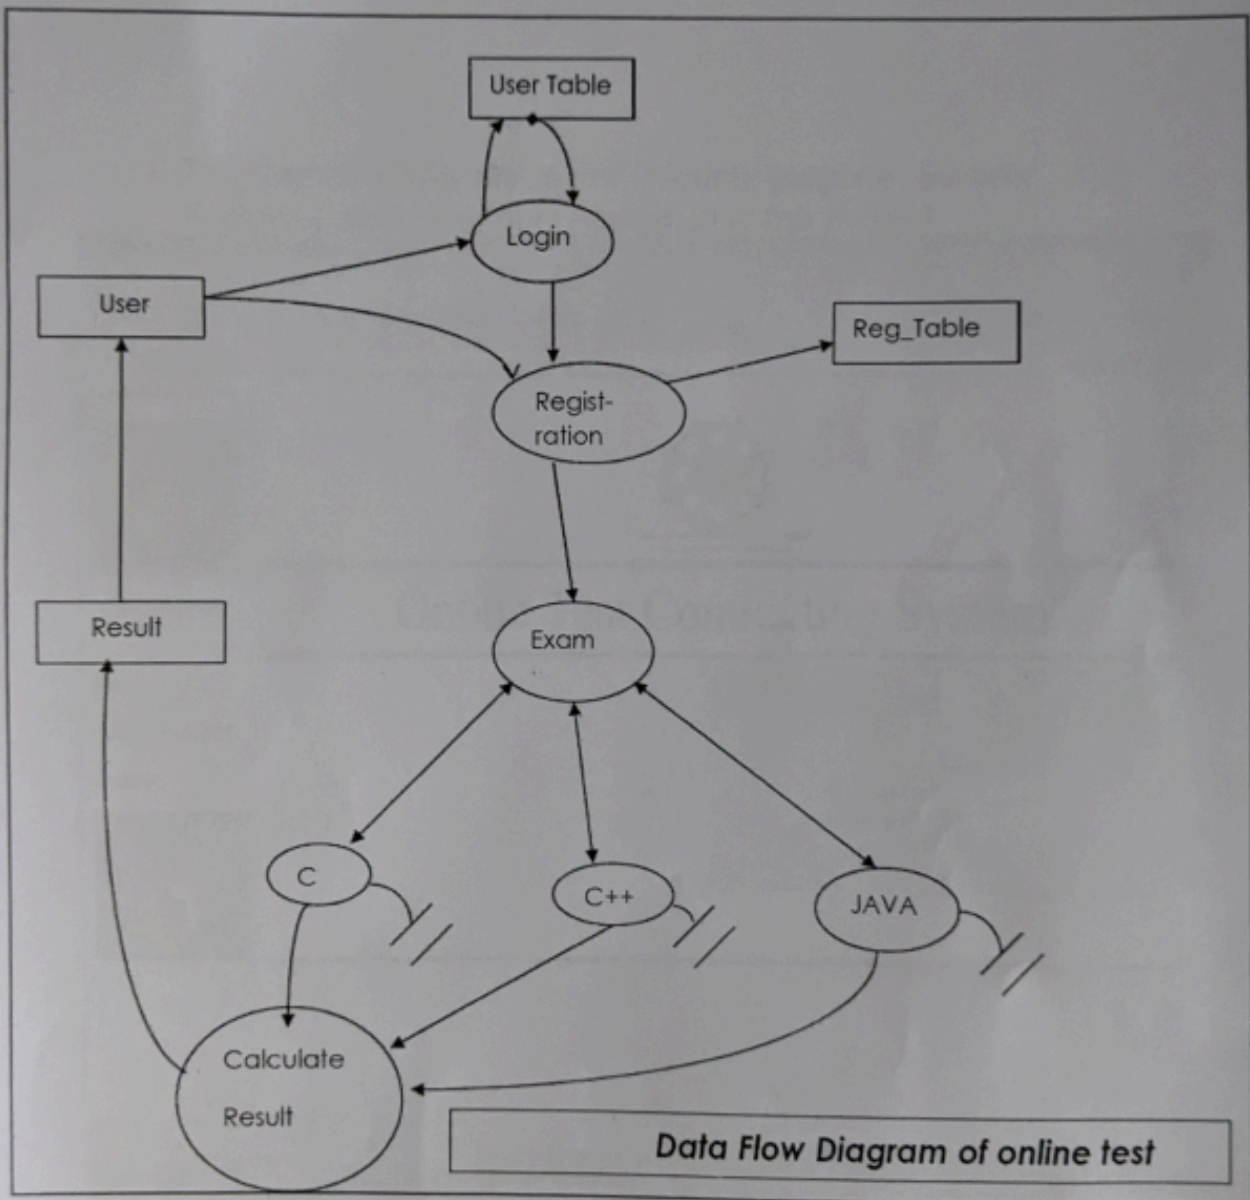 User Table
Login
User
Reg_Table
Regist-
ration
Result
Exam
C
C++
JAVA
Calculate
Result
Data Flow Diagram of online test